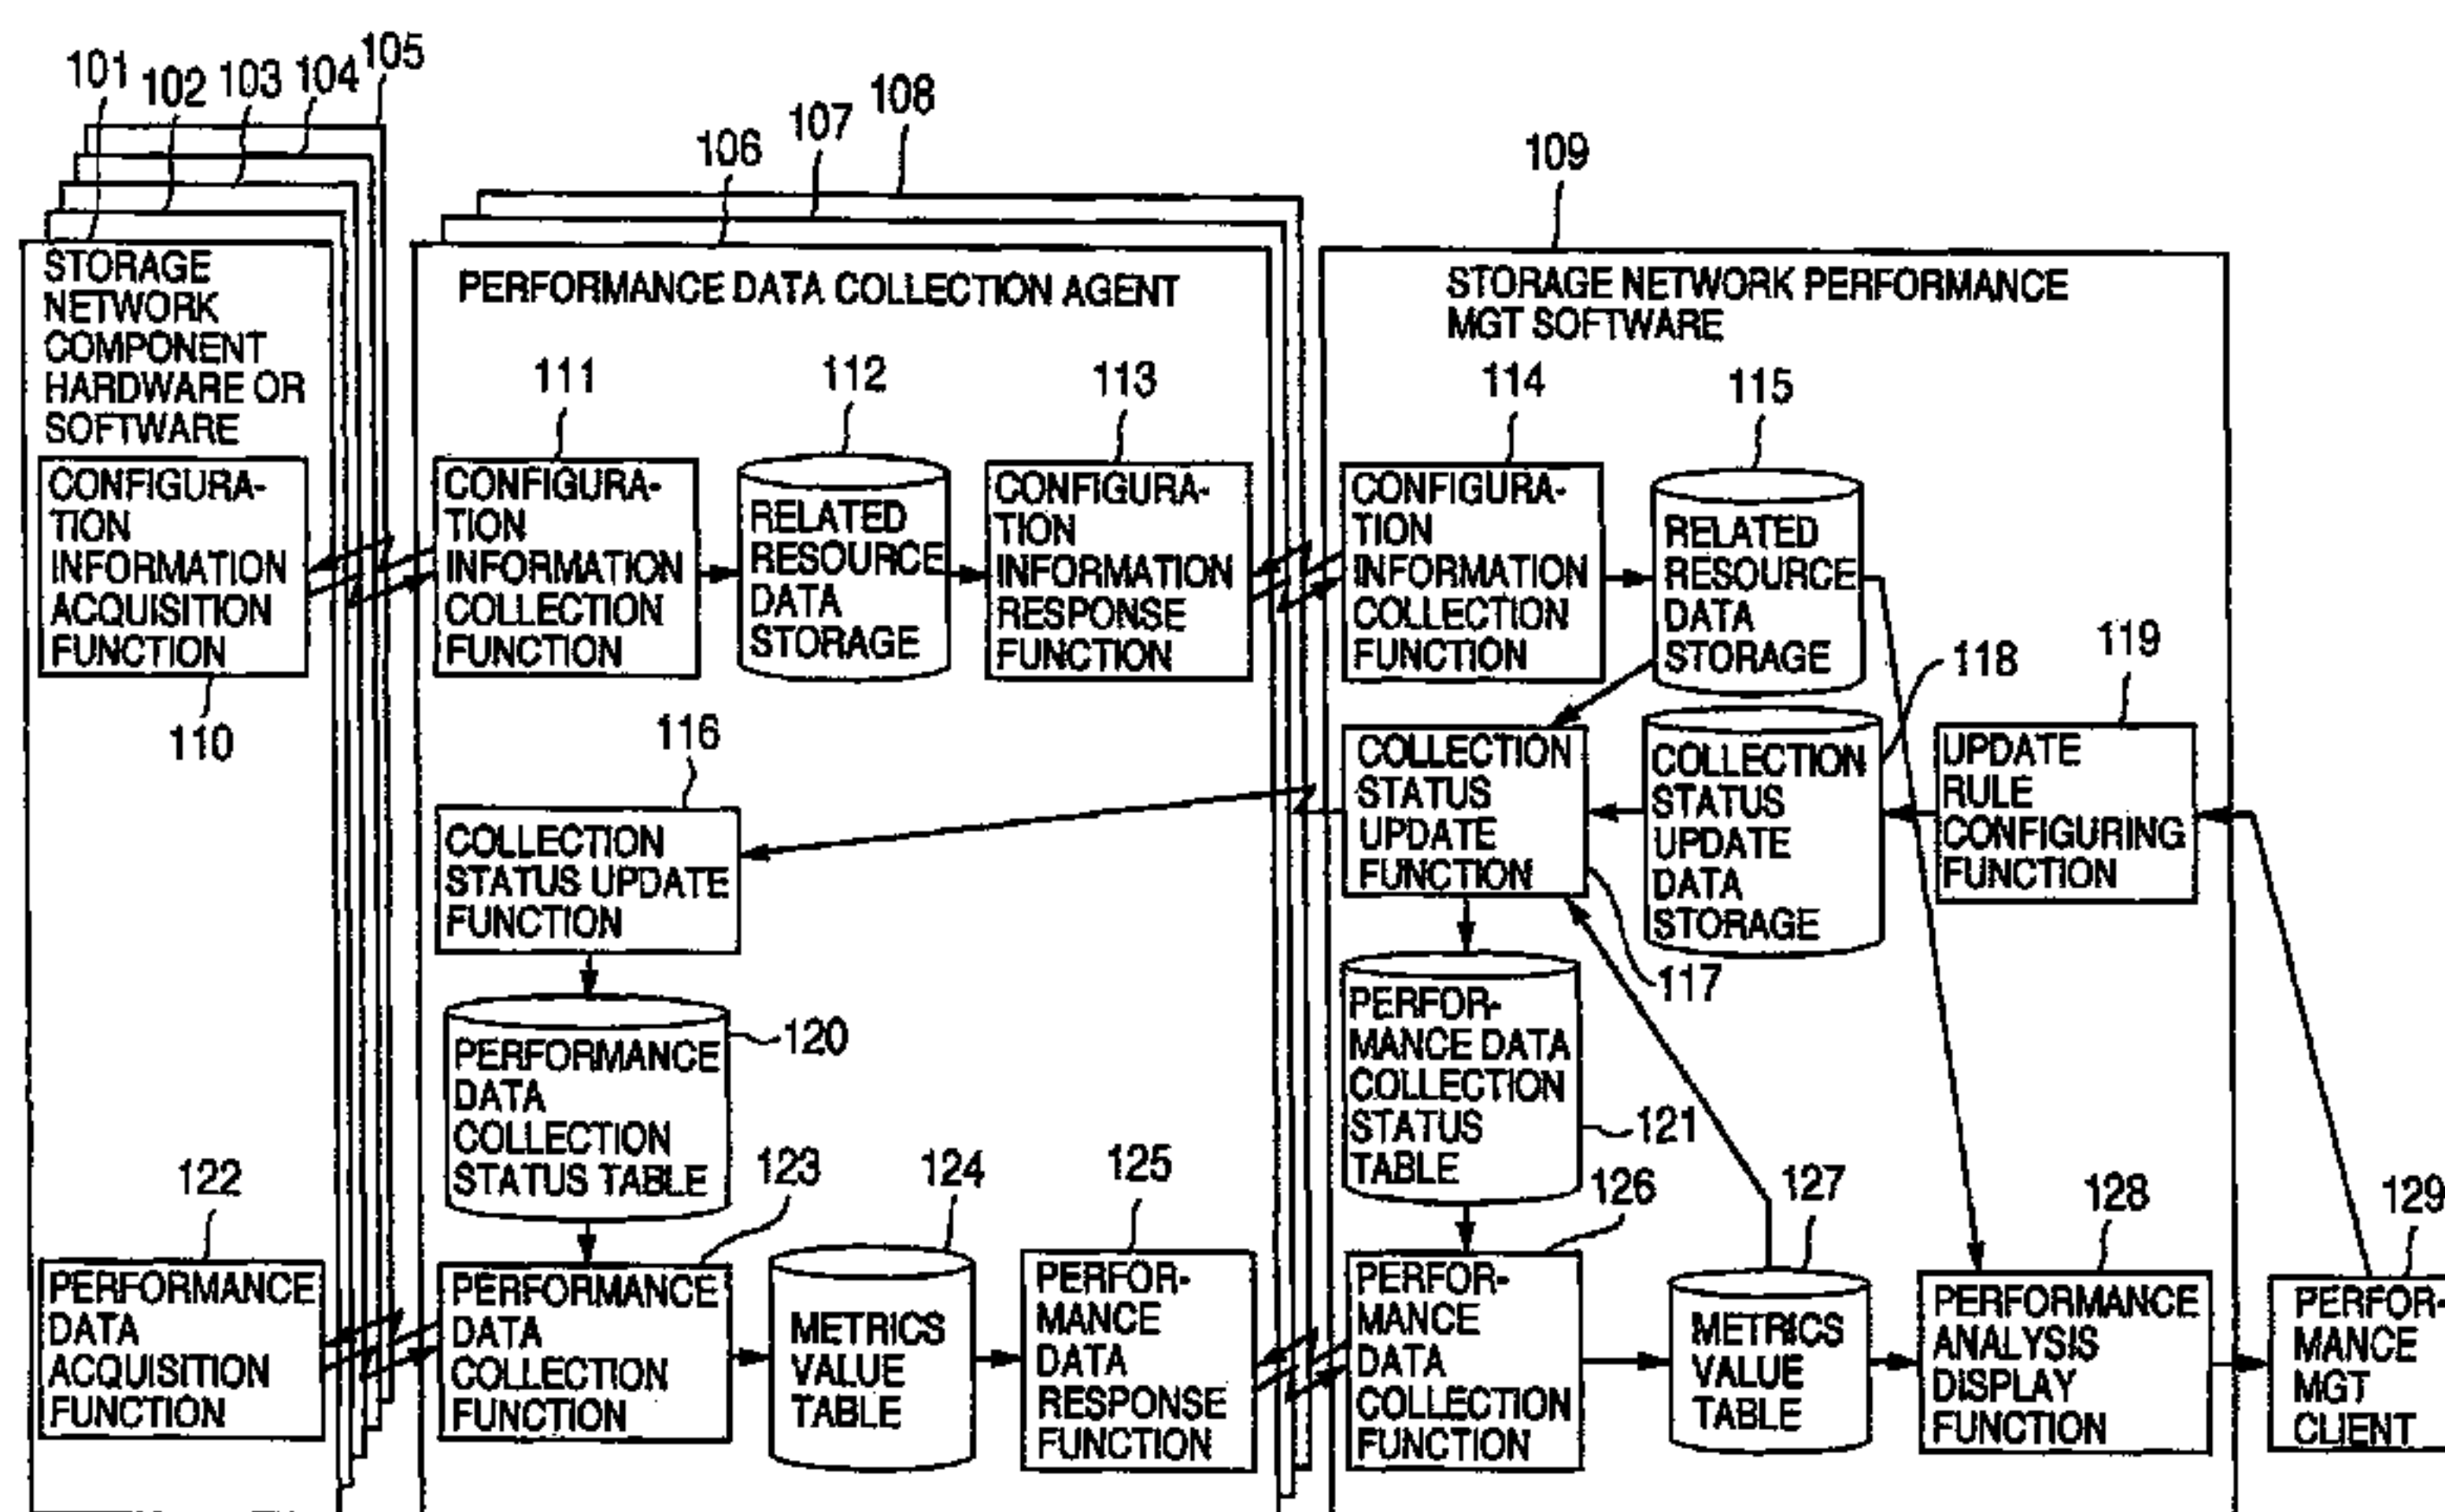 101
102
103
104
105
106
107
108
109
STORAGE
NETWORK
COMPONENT
HARDWARE OR
SOFTWARE
PERFORMANCE DATA COLLECTION AGENT
STORAGE NETWORK PERFORMANCE
MGT SOFTWARE
111
112
113
114
115
CONFIGURA-
TION
INFORMATION
ACQUISITION
FUNCTION
110
CONFIGURA-
TION
INFORMATION
COLLECTION
FUNCTION
RELATED
RESOURCE
DATA
STORAGE
CONFIGURA-
TION
INFORMATION
RESPONSE
FUNCTION
CONFIGURA-
TION
INFORMATION
COLLECTION
FUNCTION
RELATED
RESOURCE
DATA
STORAGE
116
COLLECTION
STATUS UPDATE
FUNCTION
COLLECTION
STATUS
UPDATE
FUNCTION
117
COLLECTION
STATUS
UPDATE
DATA
STORAGE
118
119
UPDATE
RULE
CONFIGURING
FUNCTION
PERFORMANCE
DATA
COLLECTION
STATUS TABLE
120
PERFOR-
MANCE DATA
COLLECTION
STATUS
TABLE
121
122
123
124
125
126
127
128
129
PERFORMANCE
DATA
ACQUISITION
FUNCTION
PERFORMANCE
DATA
COLLECTION
FUNCTION
METRICS
VALUE
TABLE
PERFOR-
MANCE
DATA
RESPONSE
FUNCTION
PERFOR-
MANCE
DATA
COLLECTION
FUNCTION
METRICS
VALUE
TABLE
PERFORMANCE
ANALYSIS
DISPLAY
FUNCTION
PERFOR-
MANCE
MGT
CLIENT